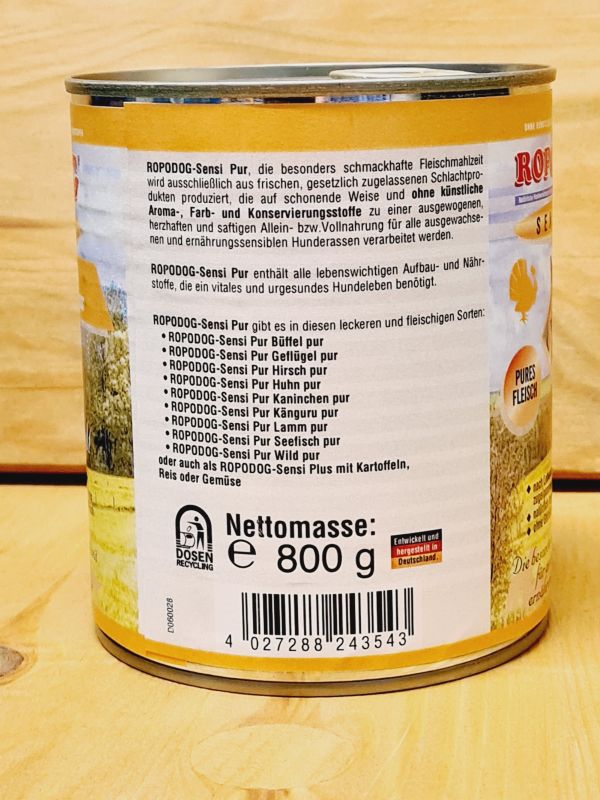 ROPODOG-Sensi Pur, die besonders schmackhafte Fleischmahlzeit
wird ausschließlich aus frischen, gesetzlich zugelassenen Schlachtpro-
dukten produziert, die auf schonende Weise und ohne künstliche
Aroma-, Farb- und Konservierungsstoffe zu einer ausgewogenen,
herzhaften und saftigen Allein- bzw.Vollnahrung für alle ausgewachse-
nen und ernährungssensiblen Hunderassen verarbeitet werden.
ROPODOG-Sensi Pur enthält alle lebenswichtigen Aufbau- und Nähr-
stoffe, die ein vitales und urgesundes Hundeleben benötigt.
ROPODOG-Sensi Pur gibt es in diesen leckeren und fleischigen Sorten:
• ROPODOG-Sensi Pur Büffel pur
• ROPODOG-Sensi Pur Geflügel pur
• ROPODOG-Sensi Pur Hirsch pur
• ROPODOG-Sensi Pur Huhn pur
• ROPODOG-Sensi Pur Kaninchen pur
• ROPODOG-Sensi Pur Känguru pur
• ROPODOG-Sensi Pur Lamm pur
• ROPODOG-Sensi Pur Seefisch pur
• ROPODOG-Sensi Pur Wild pur
oder auch als ROPODOG-Sensi Plus mit Kartoffeln,
Reis oder Gemüse
DOSEN
RECYCLING
Nettomasse:
℮ 800 g
Entwickelt und
hergestellt in
Deutschland.
D060028
4 027288 243543
ROP
S E
PURES
FLEISCH
Die